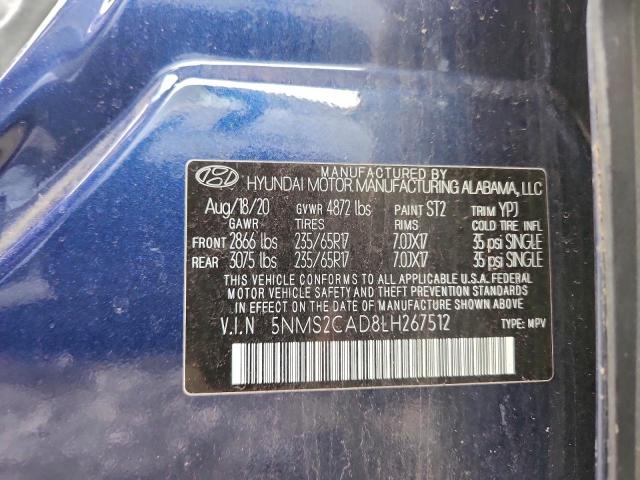 MANUFACTURED BY
HYUNDAI MOTOR MANUFACTURING ALABAMA, LLC
Aug/18/20 GVWR 4872 lbs PAINT ST2 TRIM YPJ
GAWR TIRES RIMS COLD TIRE INFL
FRONT 2866 lbs 235/65R17 7.0JX17 35 psi SINGLE
REAR 3075 lbs 235/65R17 7.0JX17 35 psi SINGLE
THIS VEHICLE CONFORMS TO ALL APPLICABLE U.S.A. FEDERAL
MOTOR VEHICLE SAFETY AND THEFT PREVENTION STANDARDS
IN EFFECT ON THE DATE OF MANUFACTURE SHOWN ABOVE.
V.I.N 5NMS2CAD8LH267512 TYPE: MPV